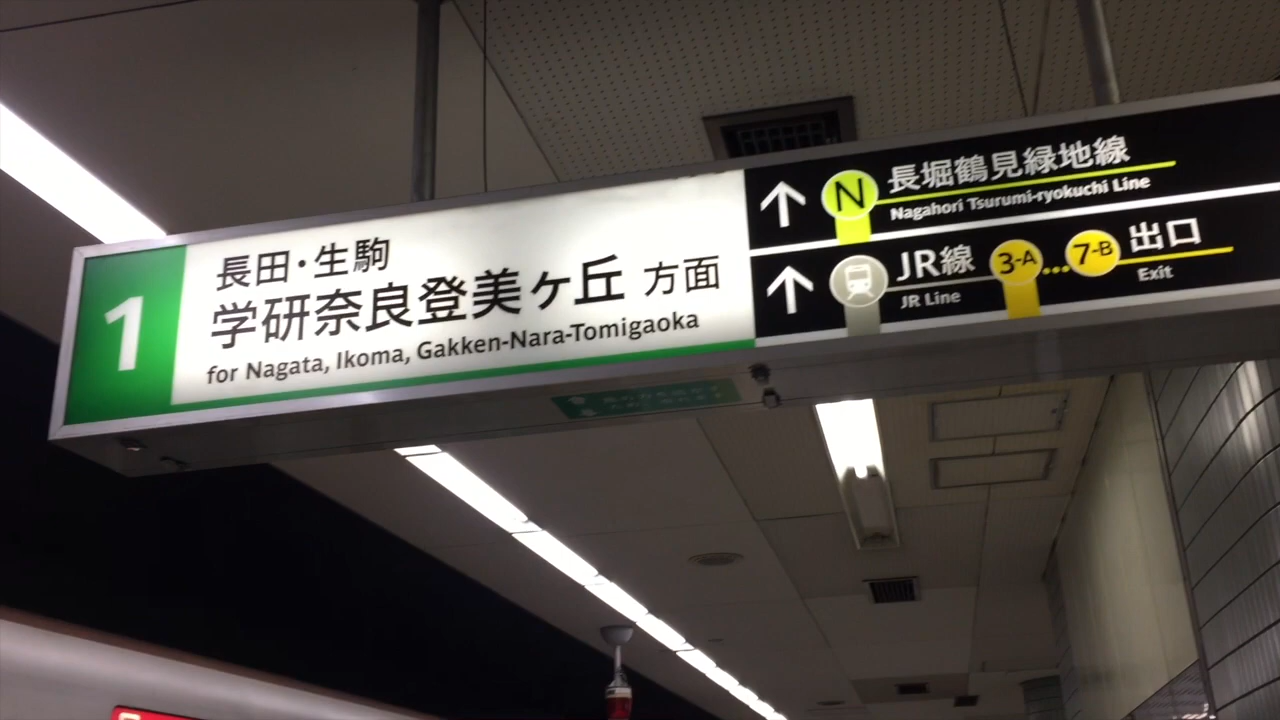 1
長田・生駒
学研奈良登美ヶ丘 方面
for Nagata, Ikoma, Gakken-Nara-Tomigaoka
↑ N 長堀鶴見緑地線
Nagahori Tsurumi-ryokuchi Line
↑ JR線 3-A...7-B 出口
JR Line Exit